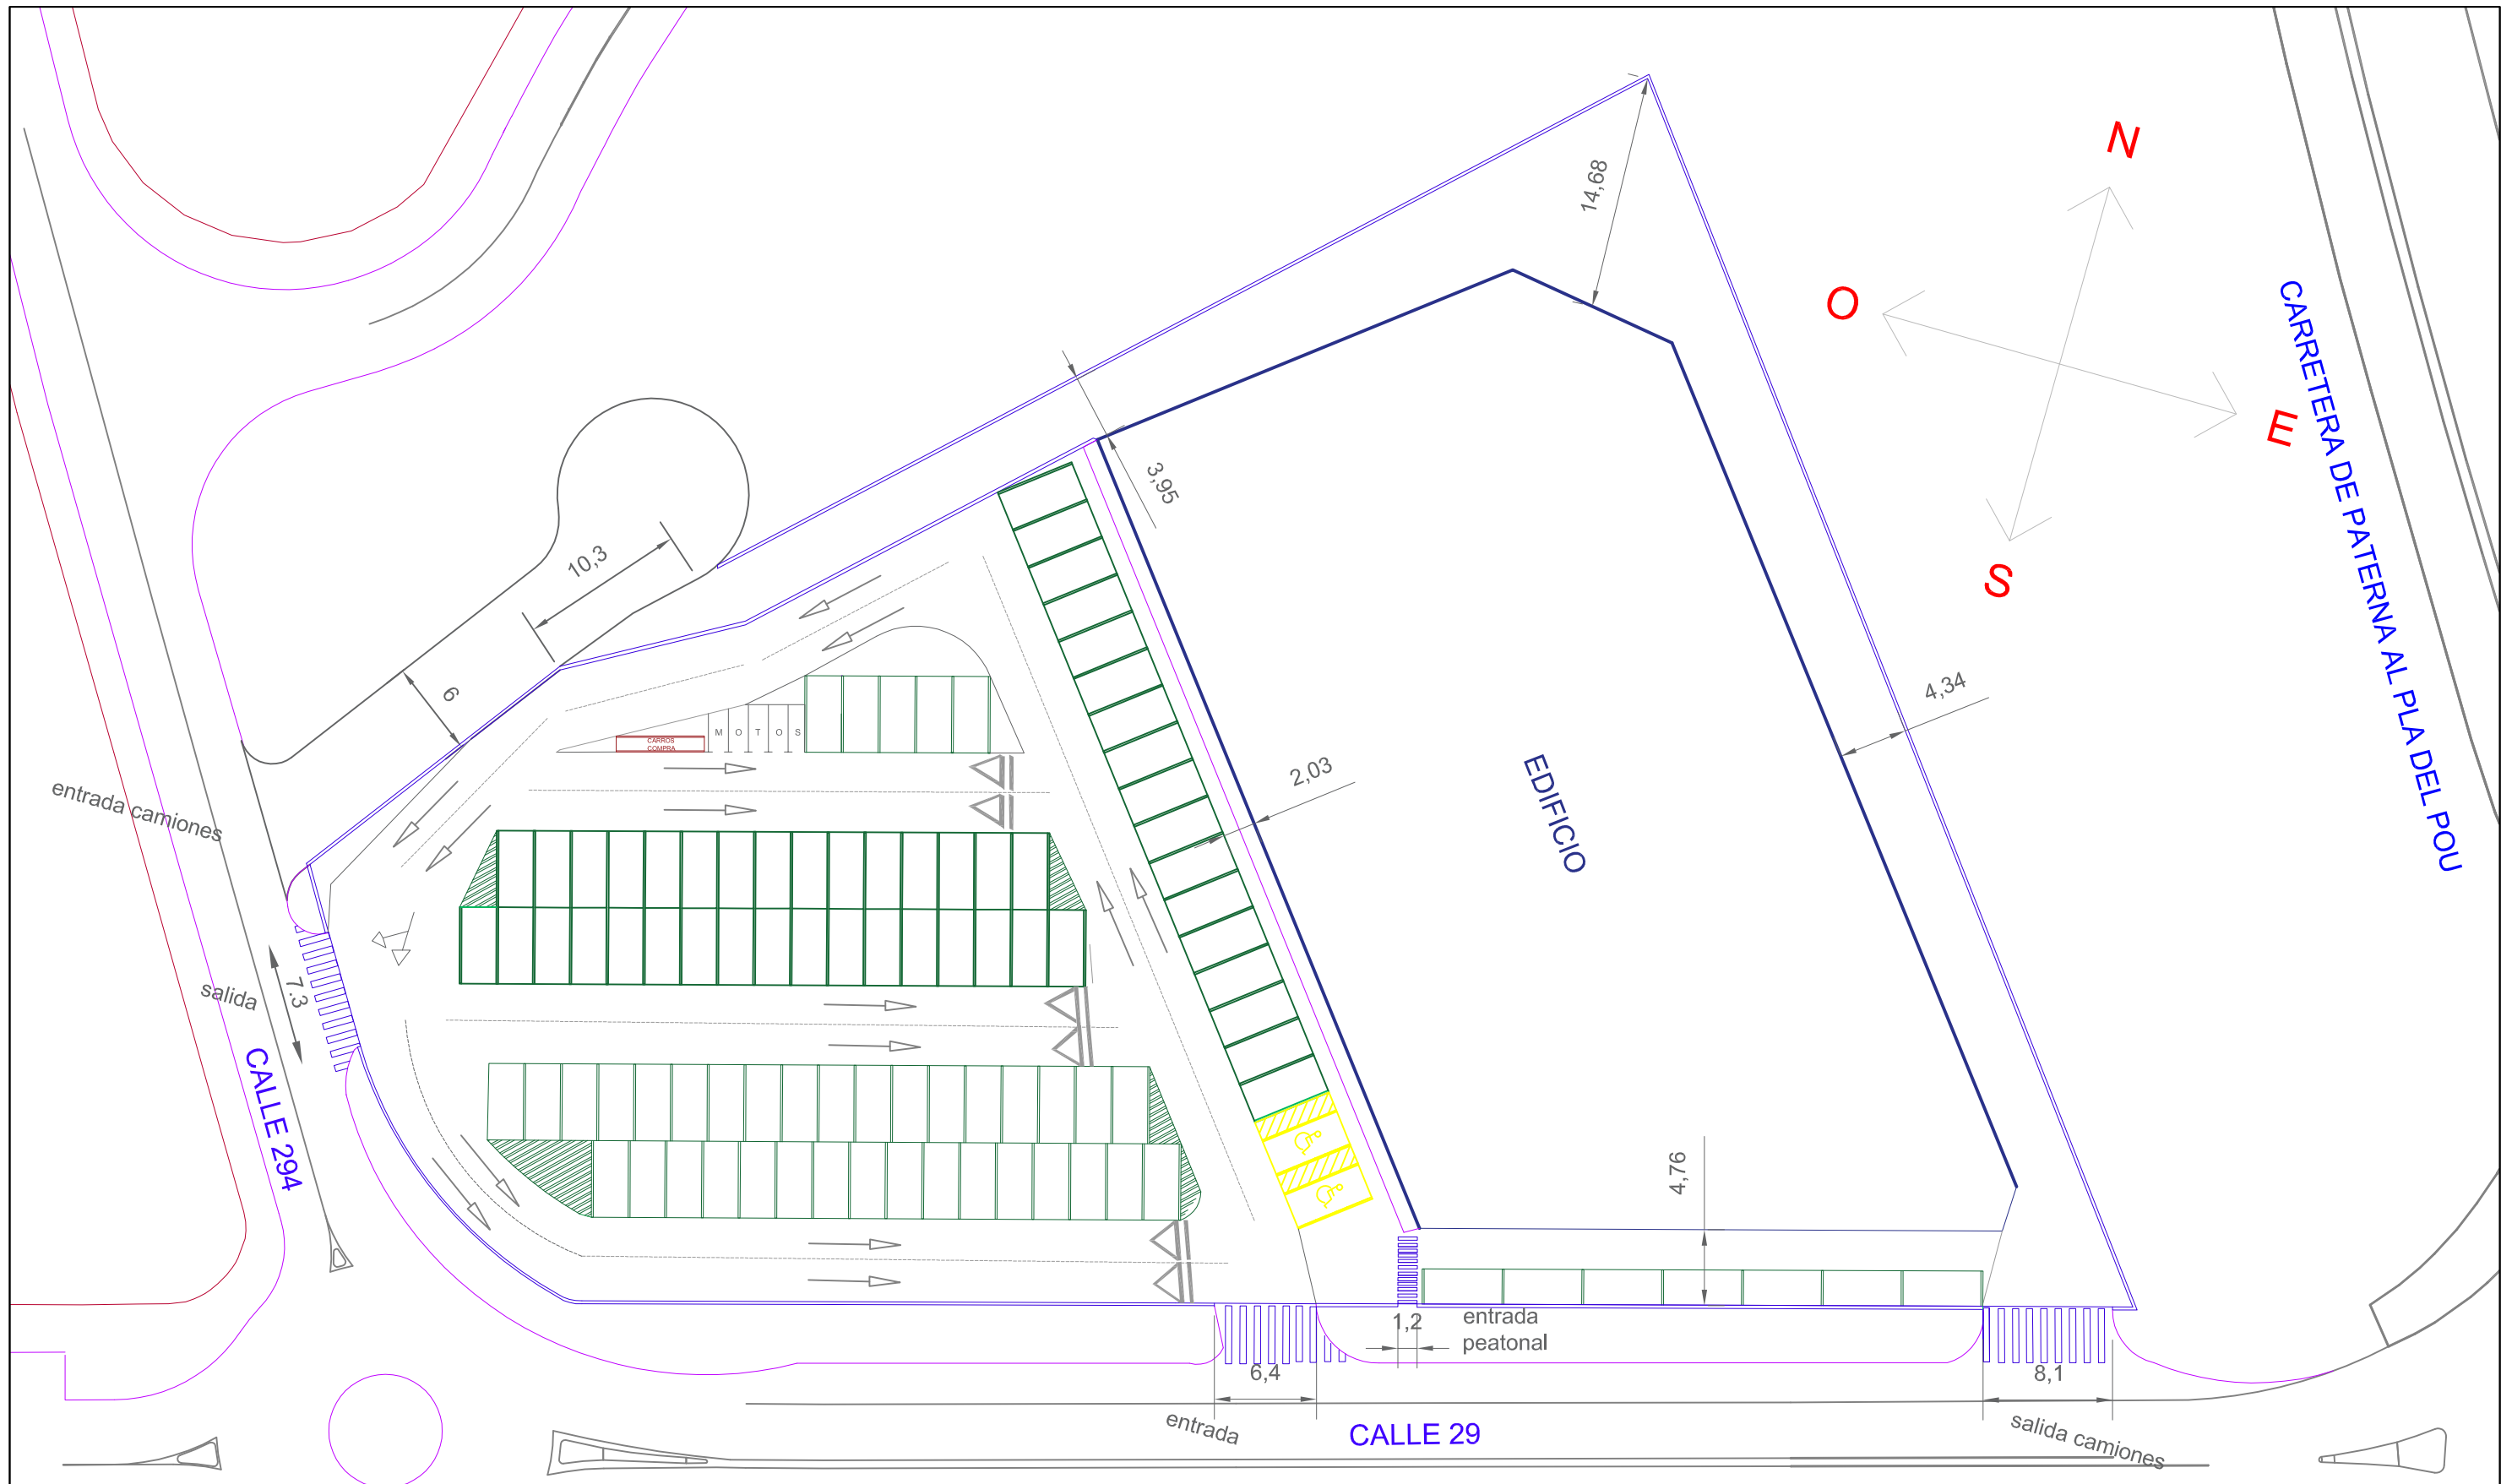 N
14,68
O
E
CARRETERA DE PATERNA AL PLA DEL POU
3,95
10,3
S
6
4,34
CARROS
COMPRA
M O T O S
2,03
EDIFICIO
entrada camiones
salida
7.3
CALLE 294
4,76
1,2
entrada
peatonal
6,4
8,1
entrada
CALLE 29
salida camiones